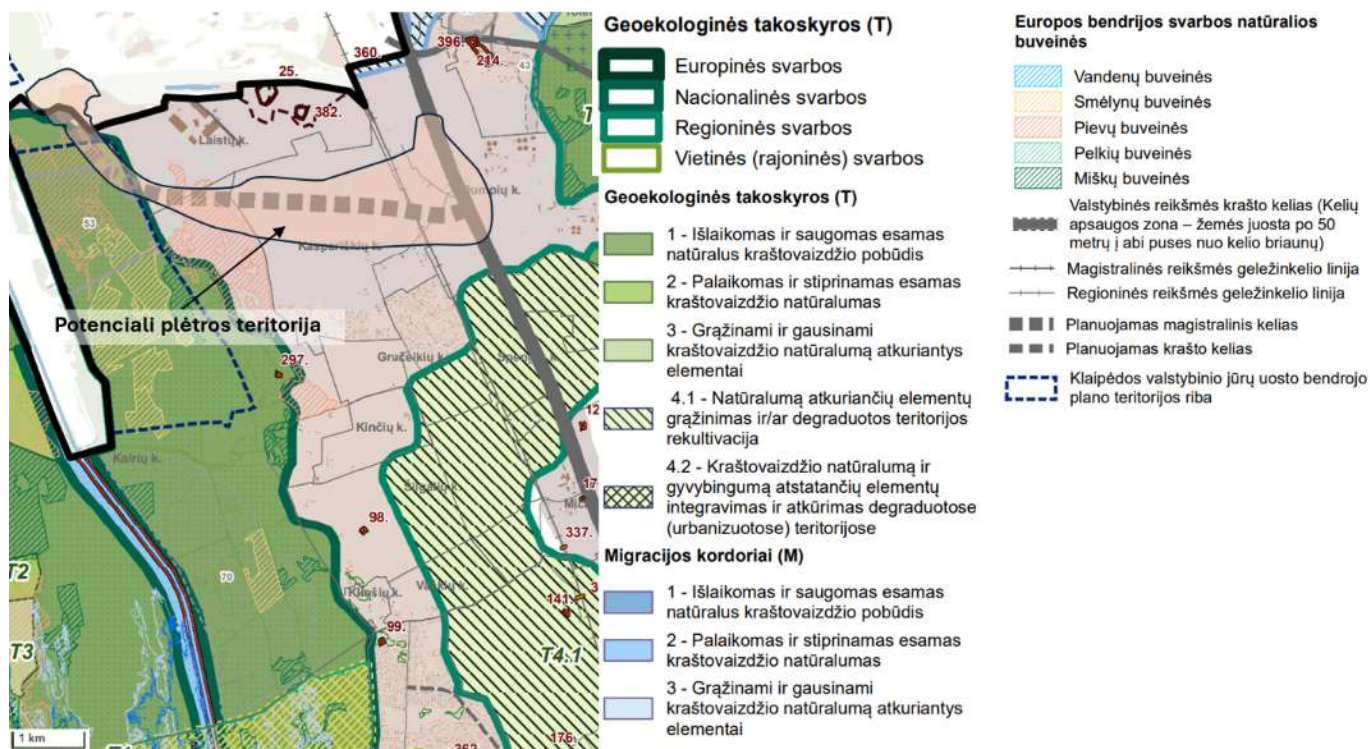 360.
396.
214.
43
25.
382.
Laistų k.
53
Kaspariškių k.
Potenciali plėtros teritorija
Gručeikių k.
297.
Kinčių k.
Kairių k.
98.
337.
70
T2
141.
99.
T3
T4.1
1 km
176.
Geoekologinės takoskyros (T)
Europinės svarbos
Nacionalinės svarbos
Regioninės svarbos
Vietinės (rajoninės) svarbos
Geoekologinės takoskyros (T)
1 - Išlaikomas ir saugomas esamas
natūralus kraštovaizdžio pobūdis
2 - Palaikomas ir stiprinamas esamas
kraštovaizdžio natūralumas
3 - Grąžinami ir gausinami
kraštovaizdžio natūralumą atkuriantys
elementai
4.1 - Natūralumą atkuriančių elementų
grąžinimas ir/ar degraduotos teritorijos
rekultivacija
4.2 - Kraštovaizdžio natūralumą ir
gyvybingumą atstatančių elementų
integravimas ir atkūrimas degraduotose
(urbanizuotose) teritorijose
Migracijos kordoriai (M)
1 - Išlaikomas ir saugomas esamas
natūralus kraštovaizdžio pobūdis
2 - Palaikomas ir stiprinamas esamas
kraštovaizdžio natūralumas
3 - Grąžinami ir gausinami
kraštovaizdžio natūralumą atkuriantys
elementai
Europos bendrijos svarbos natūralios
buveinės
Vandenų buveinės
Smėlynų buveinės
Pievų buveinės
Pelkių buveinės
Miškų buveinės
Valstybinės reikšmės krašto kelias (Kelių
apsaugos zona – žemės juosta po 50
metrų į abi puses nuo kelio briaunų)
Magistralinės reikšmės geležinkelio linija
Regioninės reikšmės geležinkelio linija
Planuojamas magistralinis kelias
Planuojamas krašto kelias
Klaipėdos valstybinio jūrų uosto bendrojo
plano teritorijos riba